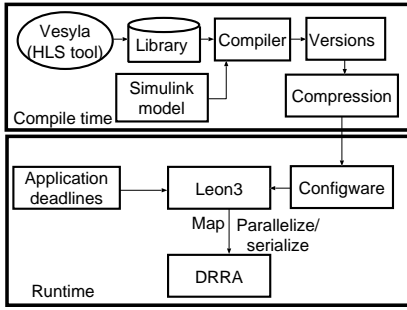 Vesyla
(HLS tool)
Library
Compiler
Versions
Simulink
model
Compression
Compile time
Application
deadlines
Leon3
Configware
Map
Parallelize/
serialize
DRRA
Runtime